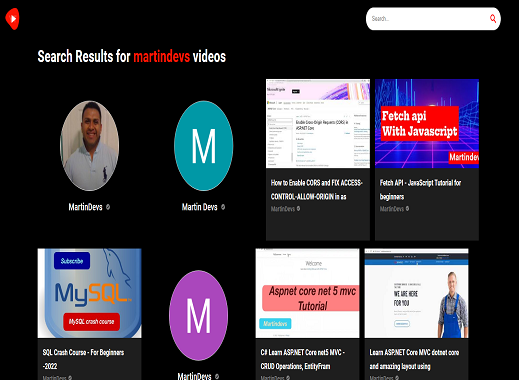 Search...
Search Results for martindevs videos
M
MartinDevs
Martin Devs
Enable Cross-Origin Requests (CORS) in ASP.NET Core
How to Enable CORS and FIX ACCESS-
CONTROL-ALLOW-ORIGIN in as
MartinDevs
Fetch api
With Javascript
MartinDev
Fetch API - JavaScript Tutorial for
beginners
MartinDevs
Subscribe
MySQL
MySQL crash course
SQL Crash Course - For Beginners
-2022
MartinDevs
M
MartinDevs
Welcome
Aspnet core net 5 mvc
Tutorial
Martindevs
C# Learn ASP.NET Core net5 MVC -
CRUD Operations, EntityFram
MartinDevs
WE ARE HERE
FOR YOU
Learn ASP.NET Core MVC dotnet core
and amazing layout using
MartinDevs